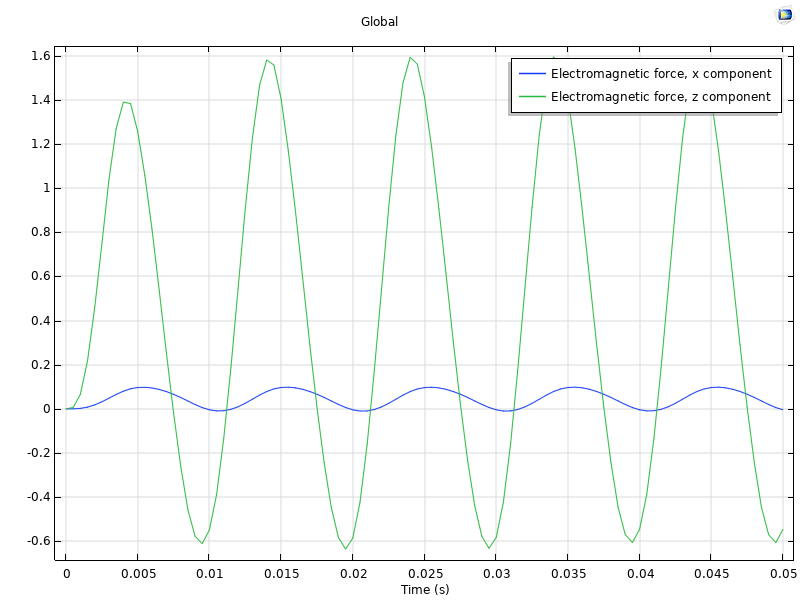 Global
Electromagnetic force, x component
Electromagnetic force, z component
1.6
1.4
1.2
1
0.8
0.6
0.4
0.2
0
-0.2
-0.4
-0.6
0 0.005 0.01 0.015 0.02 0.025 0.03 0.035 0.04 0.045 0.05
Time (s)